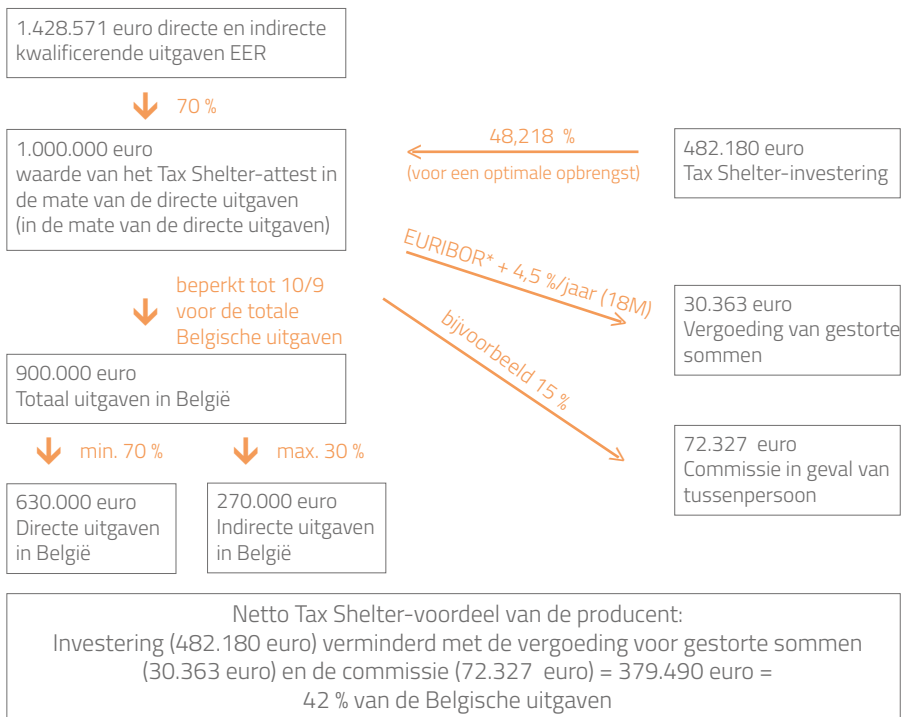 1.428.571 euro directe en indirecte
kwalificerende uitgaven EER
70 %
1.000.000 euro
waarde van het Tax Shelter-attest in
de mate van de directe uitgaven
(in de mate van de directe uitgaven)
48,218 %
(voor een optimale opbrengst)
482.180 euro
Tax Shelter-investering
EURIBOR* + 4,5 %/jaar (18M)
30.363 euro
Vergoeding van gestorte
sommen
beperkt tot 10/9
voor de totale
Belgische uitgaven
bijvoorbeeld 15 %
900.000 euro
Totaal uitgaven in België
72.327 euro
Commissie in geval van
tussenpersoon
min. 70 %
max. 30 %
630.000 euro
Directe uitgaven
in België
270.000 euro
Indirecte uitgaven
in België
Netto Tax Shelter-voordeel van de producent:
Investering (482.180 euro) verminderd met de vergoeding voor gestorte sommen
(30.363 euro) en de commissie (72.327 euro) = 379.490 euro =
42 % van de Belgische uitgaven